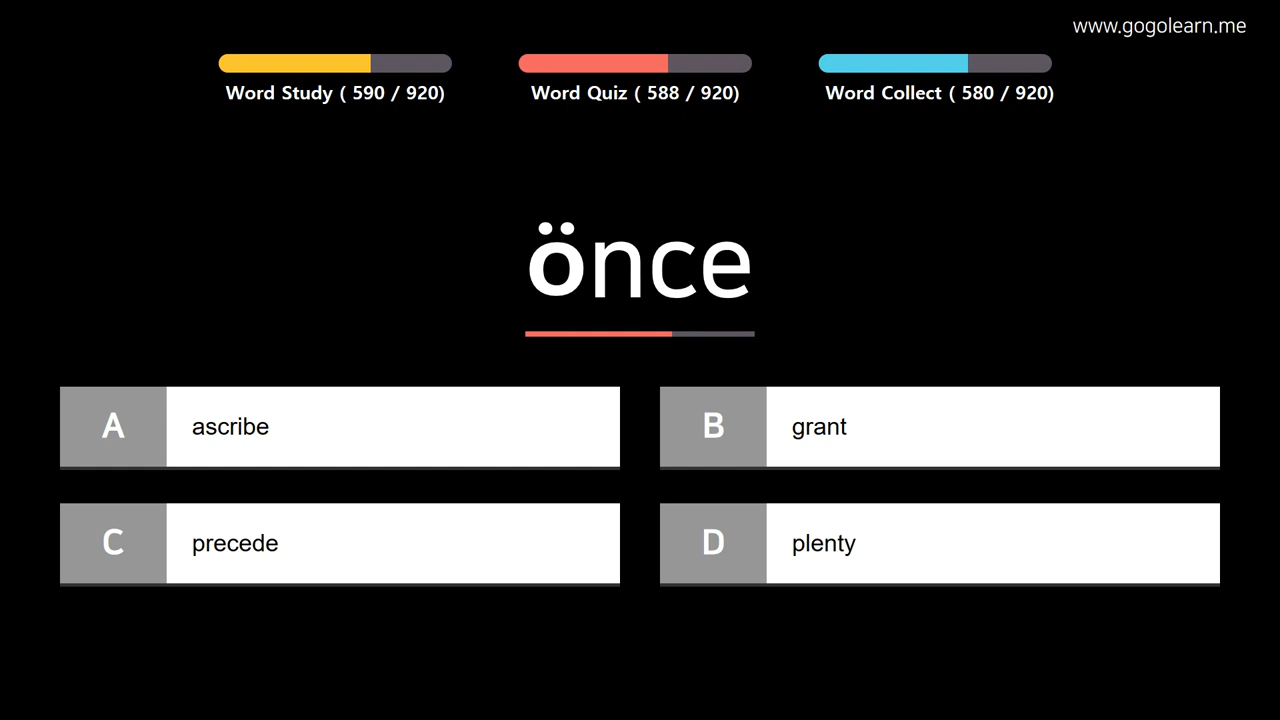 www.gogolearn.me
Word Study ( 590 / 920)
Word Quiz ( 588 / 920)
Word Collect ( 580 / 920)
önce
A ascribe
B grant
C precede
D plenty